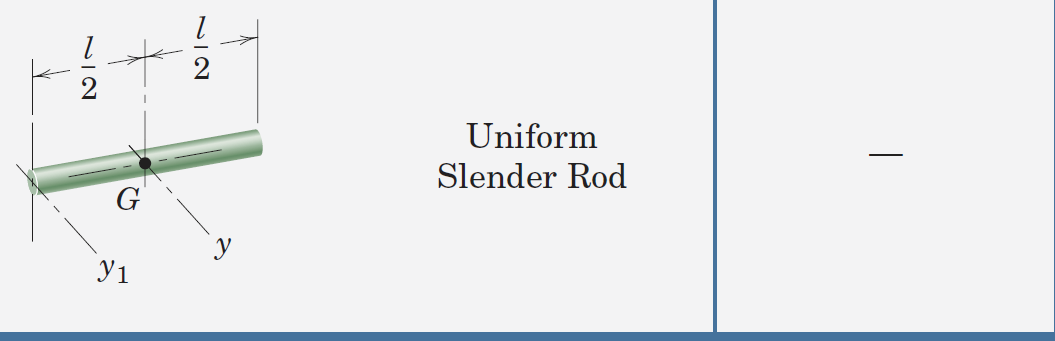 l/2
l/2
G
y
y1
Uniform
Slender Rod
—